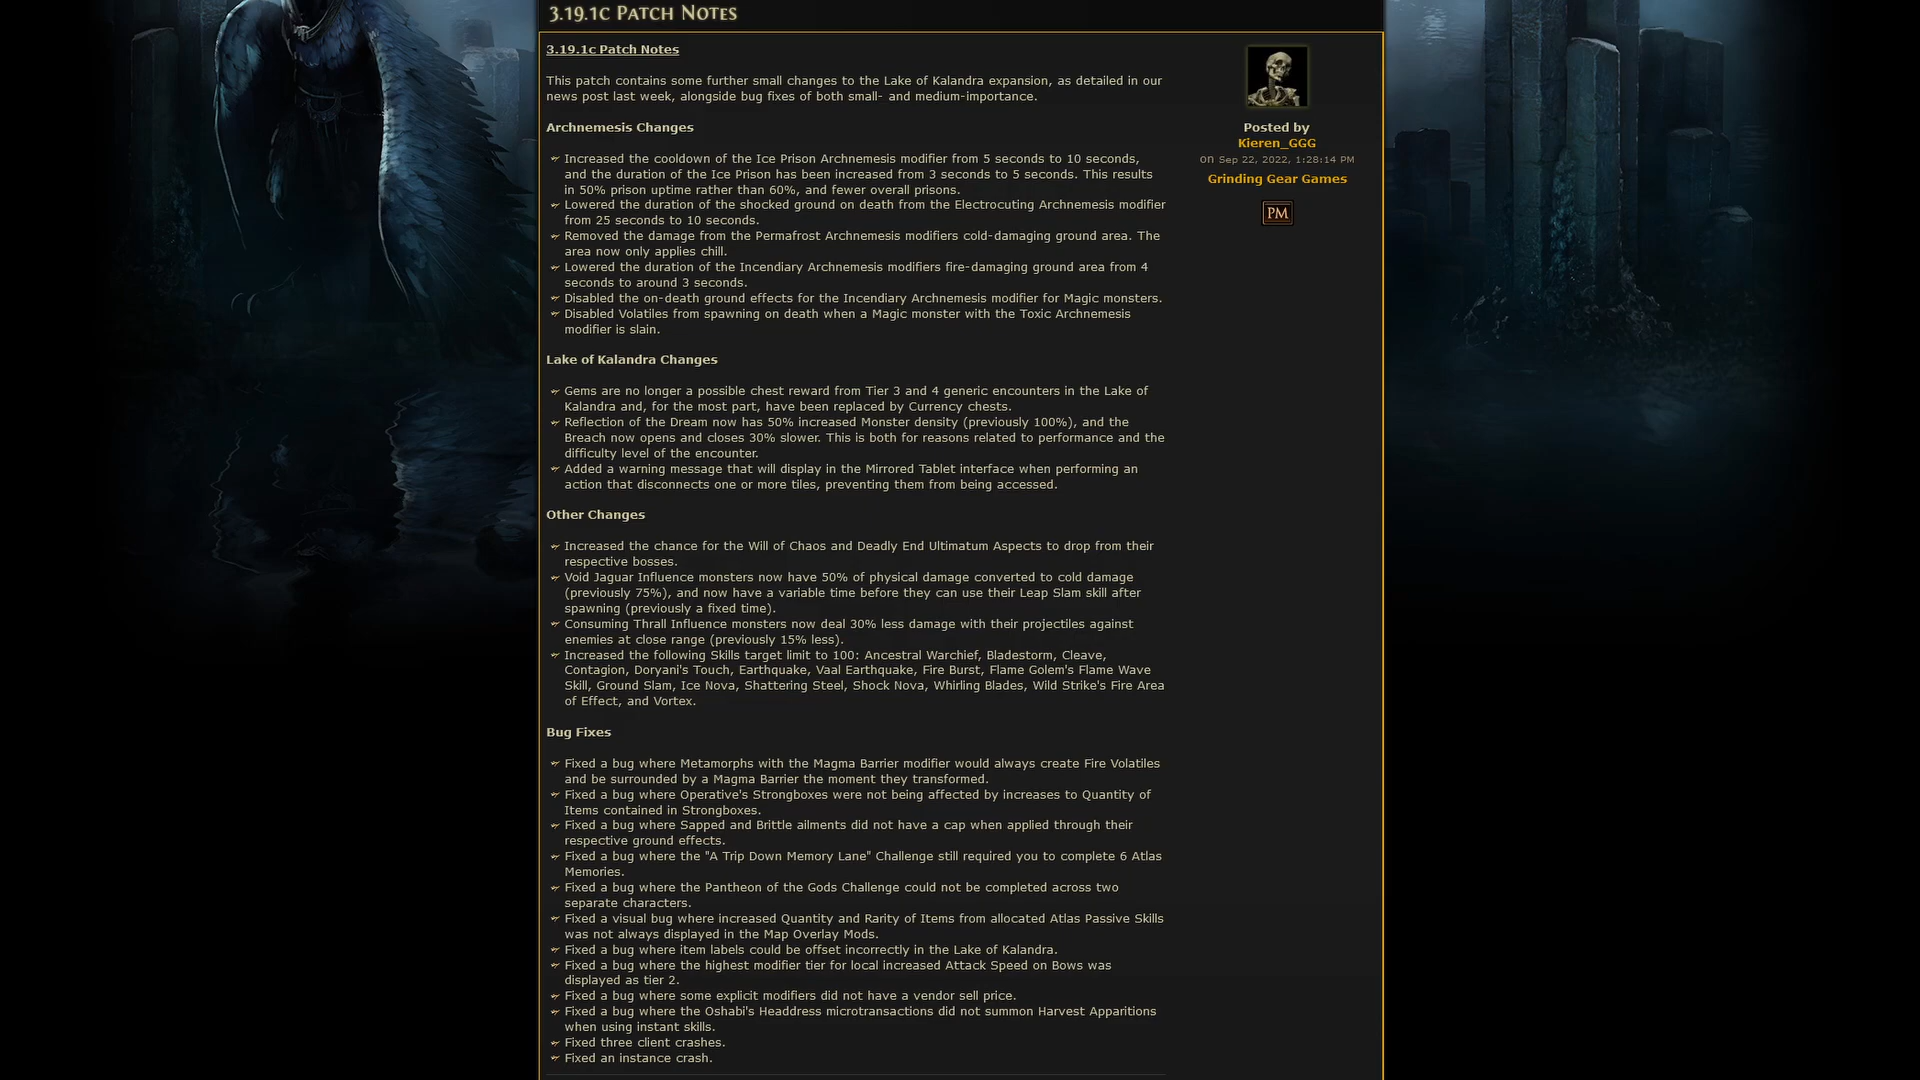 3.19.1c Patch Notes
3.19.1c Patch Notes
This patch contains some further small changes to the Lake of Kalandra expansion, as detailed in our
news post last week, alongside bug fixes of both small- and medium-importance.
Archnemesis Changes
Increased the cooldown of the Ice Prison Archnemesis modifier from 5 seconds to 10 seconds,
and the duration of the Ice Prison has been increased from 3 seconds to 5 seconds. This results
in 50% prison uptime rather than 60%, and fewer overall prisons.
Lowered the duration of the shocked ground on death from the Electrocuting Archnemesis modifier
from 25 seconds to 10 seconds.
Removed the damage from the Permafrost Archnemesis modifiers cold-damaging ground area. The
area now only applies chill.
Lowered the duration of the Incendiary Archnemesis modifiers fire-damaging ground area from 4
seconds to around 3 seconds.
Disabled the on-death ground effects for the Incendiary Archnemesis modifier for Magic monsters.
Disabled Volatiles from spawning on death when a Magic monster with the Toxic Archnemesis
modifier is slain.
Lake of Kalandra Changes
Gems are no longer a possible chest reward from Tier 3 and 4 generic encounters in the Lake of
Kalandra and, for the most part, have been replaced by Currency chests.
Reflection of the Dream now has 50% increased Monster density (previously 100%), and the
Breach now opens and closes 30% slower. This is both for reasons related to performance and the
difficulty level of the encounter.
Added a warning message that will display in the Mirrored Tablet interface when performing an
action that disconnects one or more tiles, preventing them from being accessed.
Other Changes
Increased the chance for the Will of Chaos and Deadly End Ultimatum Aspects to drop from their
respective bosses.
Void Jaguar Influence monsters now have 50% of physical damage converted to cold damage
(previously 75%), and now have a variable time before they can use their Leap Slam skill after
spawning (previously a fixed time).
Consuming Thrall Influence monsters now deal 30% less damage with their projectiles against
enemies at close range (previously 15% less).
Increased the following Skills target limit to 100: Ancestral Warchief, Bladestorm, Cleave,
Contagion, Doryani's Touch, Earthquake, Vaal Earthquake, Fire Burst, Flame Golem's Flame Wave
Skill, Ground Slam, Ice Nova, Shattering Steel, Shock Nova, Whirling Blades, Wild Strike's Fire Area
of Effect, and Vortex.
Bug Fixes
Fixed a bug where Metamorphs with the Magma Barrier modifier would always create Fire Volatiles
and be surrounded by a Magma Barrier the moment they transformed.
Fixed a bug where Operative's Strongboxes were not being affected by increases to Quantity of
Items contained in Strongboxes.
Fixed a bug where Sapped and Brittle ailments did not have a cap when applied through their
respective ground effects.
Fixed a bug where the "A Trip Down Memory Lane" Challenge still required you to complete 6 Atlas
Memories.
Fixed a bug where the Pantheon of the Gods Challenge could not be completed across two
separate characters.
Fixed a visual bug where increased Quantity and Rarity of Items from allocated Atlas Passive Skills
was not always displayed in the Map Overlay Mods.
Fixed a bug where item labels could be offset incorrectly in the Lake of Kalandra.
Fixed a bug where the highest modifier tier for local increased Attack Speed on Bows was
displayed as tier 2.
Fixed a bug where some explicit modifiers did not have a vendor sell price.
Fixed a bug where the Oshabi's Headdress microtransactions did not summon Harvest Apparitions
when using instant skills.
Fixed three client crashes.
Fixed an instance crash.
Posted by
Kieren_GGG
on Sep 22, 2022, 1:28:14 PM
Grinding Gear Games
PM